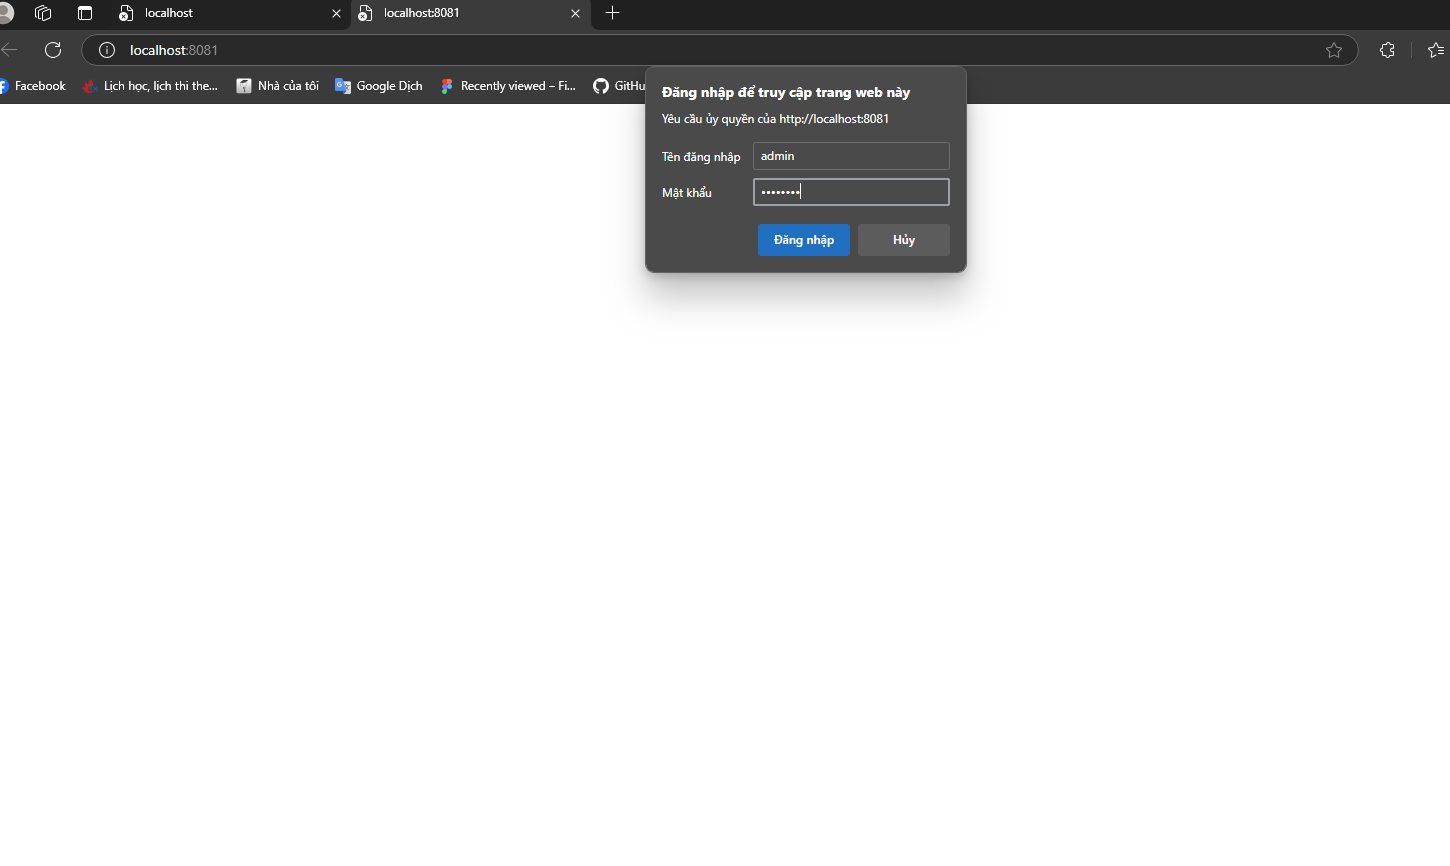 localhost
localhost:8081
localhost:8081
Facebook
Lịch học, lịch thi the...
Nhà của tôi
Google Dịch
Recently viewed – Fi...
GitHu
Đăng nhập để truy cập trang web này
Yêu cầu ủy quyền của http://localhost:8081
Tên đăng nhập
admin
Mật khẩu
••••••••
Đăng nhập
Hủy